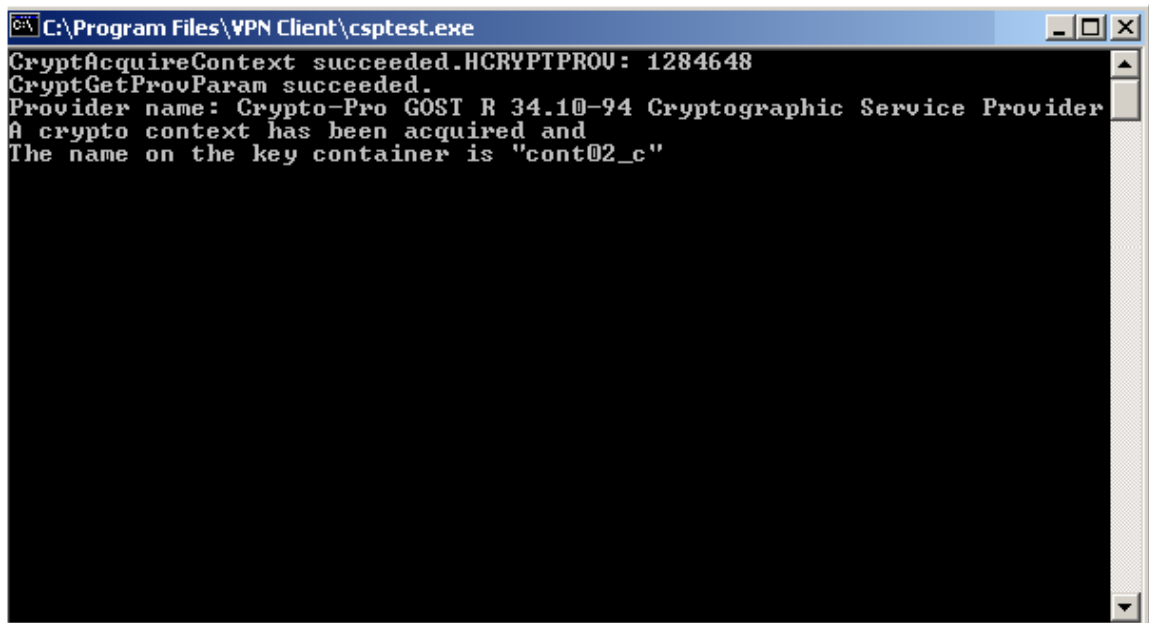 C:\Program Files\VPN Client\csptest.exe
CryptAcquireContext succeeded.HCRYPTPROV: 1284648
CryptGetProvParam succeeded.
Provider name: Crypto-Pro GOST R 34.10-94 Cryptographic Service Provider
A crypto context has been acquired and
The name on the key container is "cont02_c"